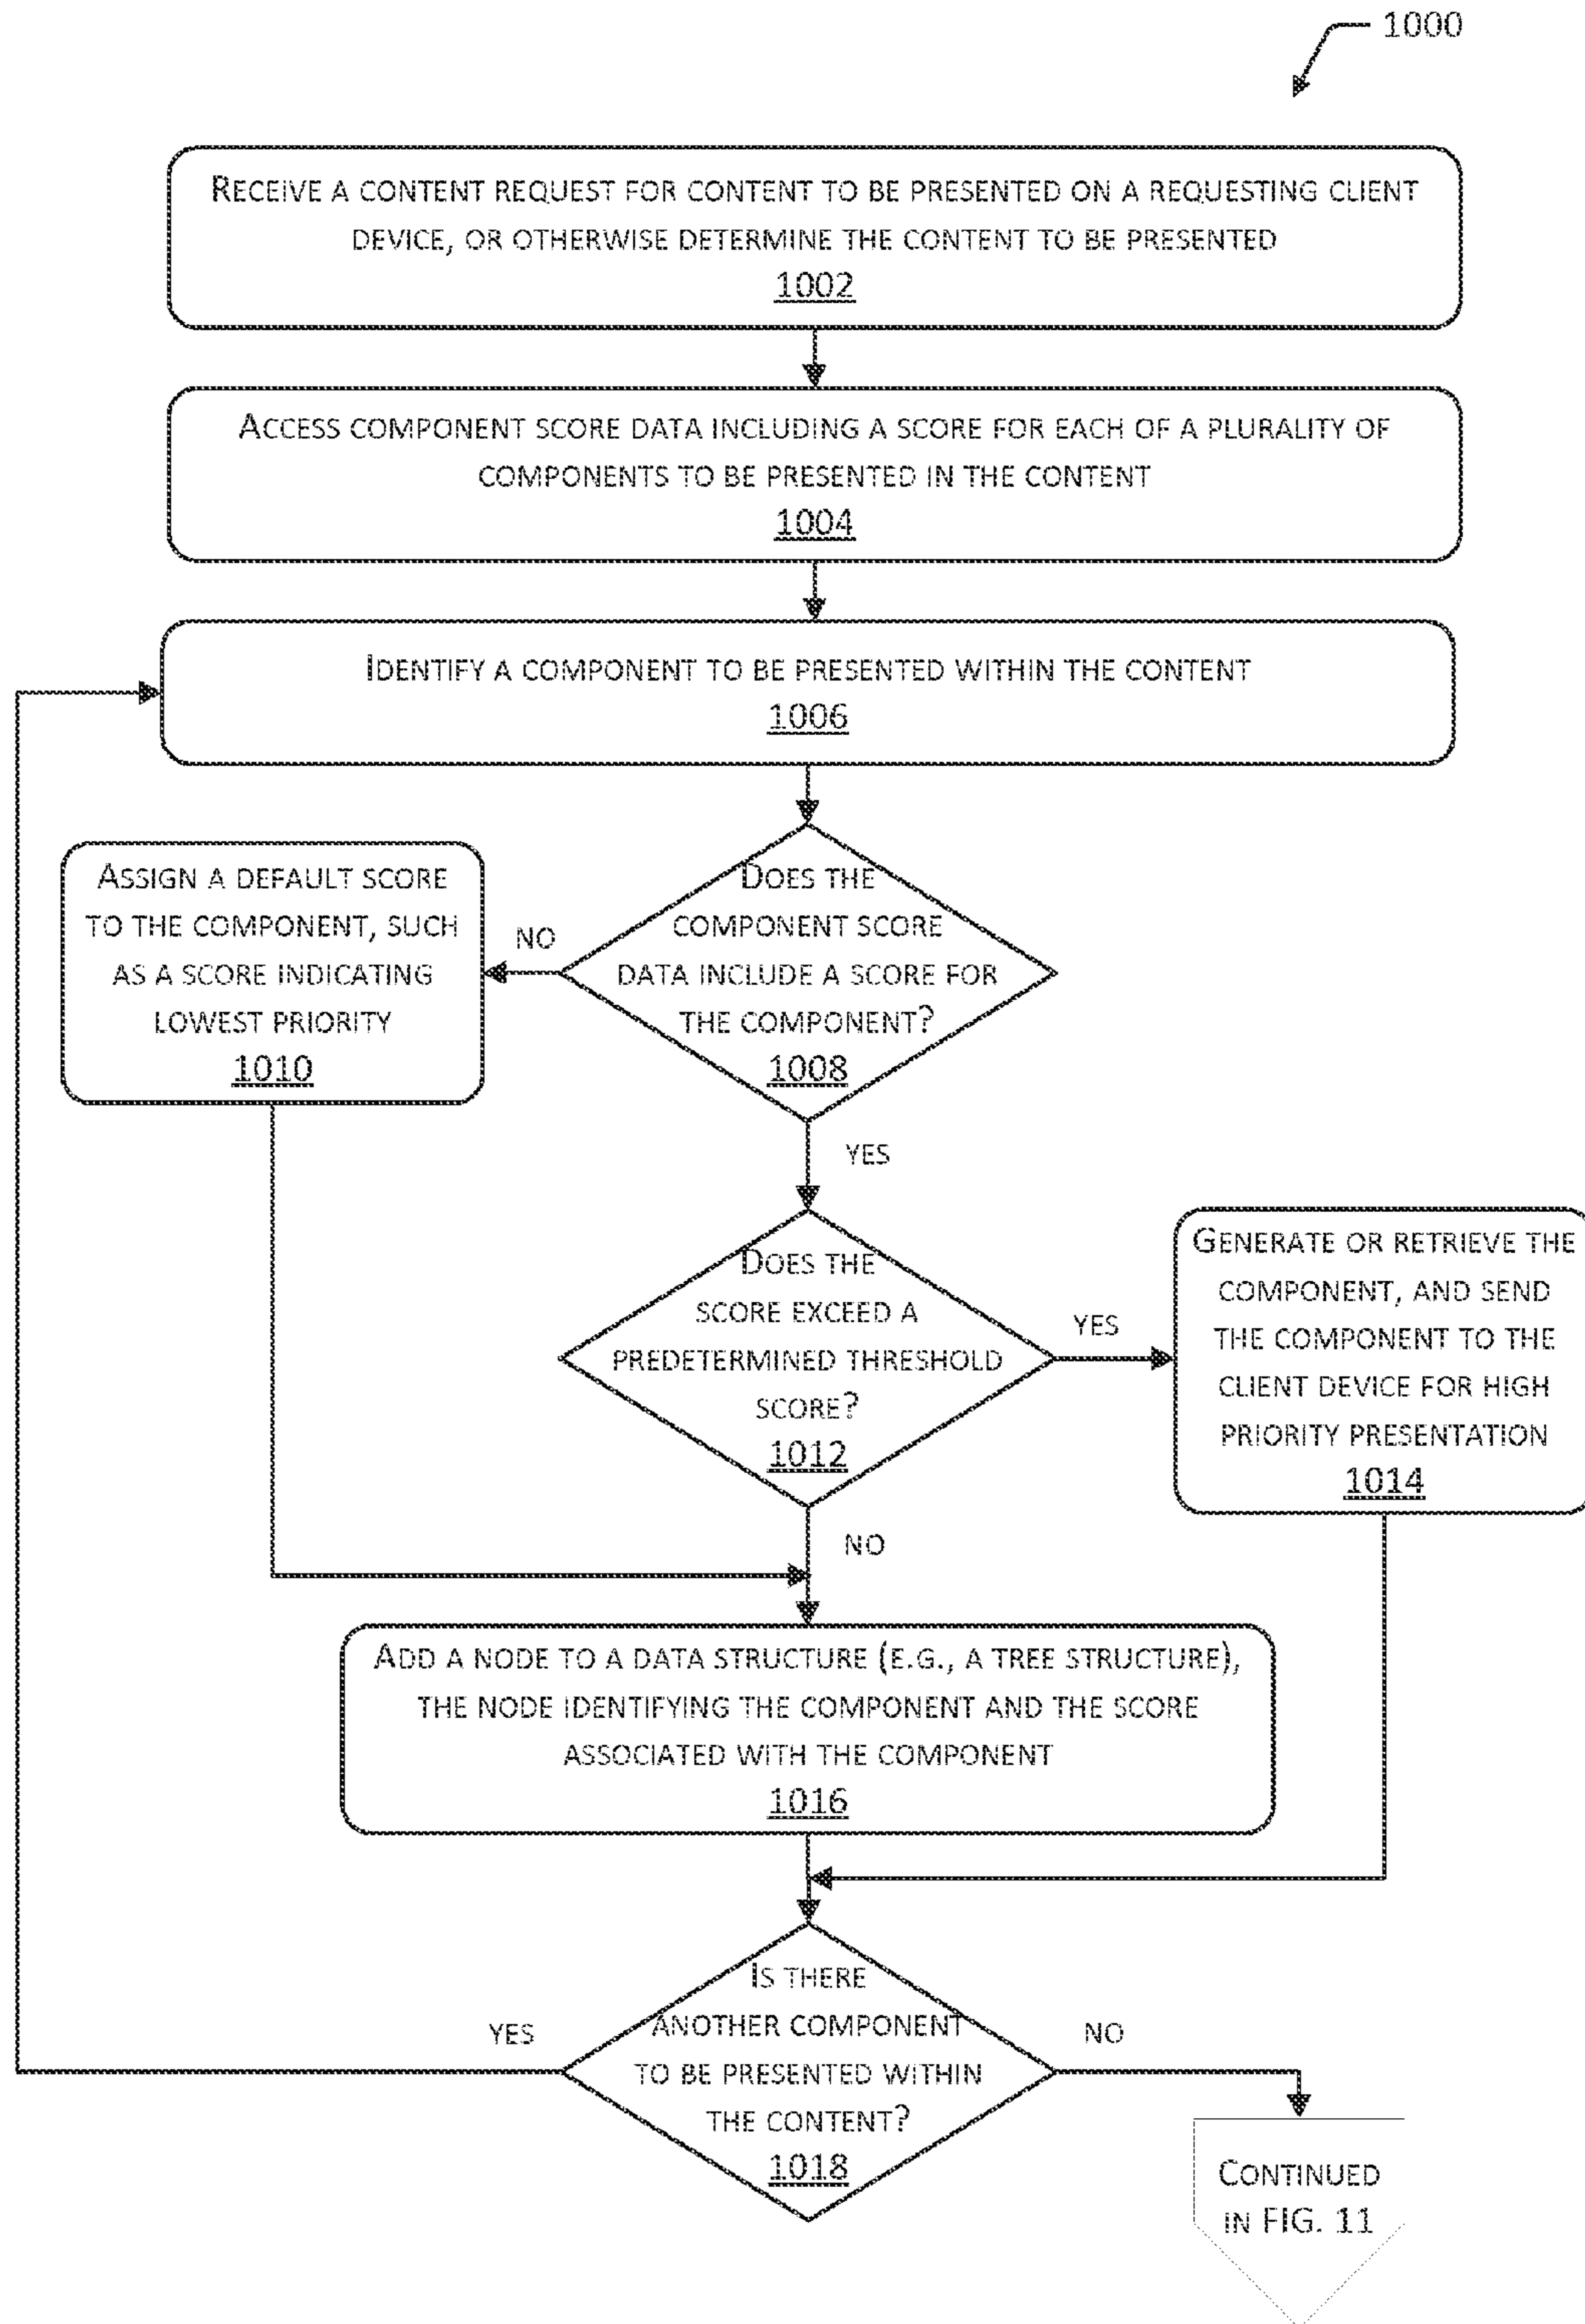 1000
RECEIVE A CONTENT REQUEST FOR CONTENT TO BE PRESENTED ON A REQUESTING CLIENT
DEVICE, OR OTHERWISE DETERMINE THE CONTENT TO BE PRESENTED
1002
ACCESS COMPONENT SCORE DATA INCLUDING A SCORE FOR EACH OF A PLURALITY OF
COMPONENTS TO BE PRESENTED IN THE CONTENT
1004
IDENTIFY A COMPONENT TO BE PRESENTED WITHIN THE CONTENT
1006
DOES THE
COMPONENT SCORE
DATA INCLUDE A SCORE FOR
THE COMPONENT?
1008
NO
ASSIGN A DEFAULT SCORE
TO THE COMPONENT, SUCH
AS A SCORE INDICATING
LOWEST PRIORITY
1010
YES
DOES THE
SCORE EXCEED A
PREDETERMINED THRESHOLD
SCORE?
1012
YES
GENERATE OR RETRIEVE THE
COMPONENT, AND SEND
THE COMPONENT TO THE
CLIENT DEVICE FOR HIGH
PRIORITY PRESENTATION
1014
NO
ADD A NODE TO A DATA STRUCTURE (E.G., A TREE STRUCTURE),
THE NODE IDENTIFYING THE COMPONENT AND THE SCORE
ASSOCIATED WITH THE COMPONENT
1016
IS THERE
ANOTHER COMPONENT
TO BE PRESENTED WITHIN
THE CONTENT?
1018
YES
NO
CONTINUED
IN FIG. 11